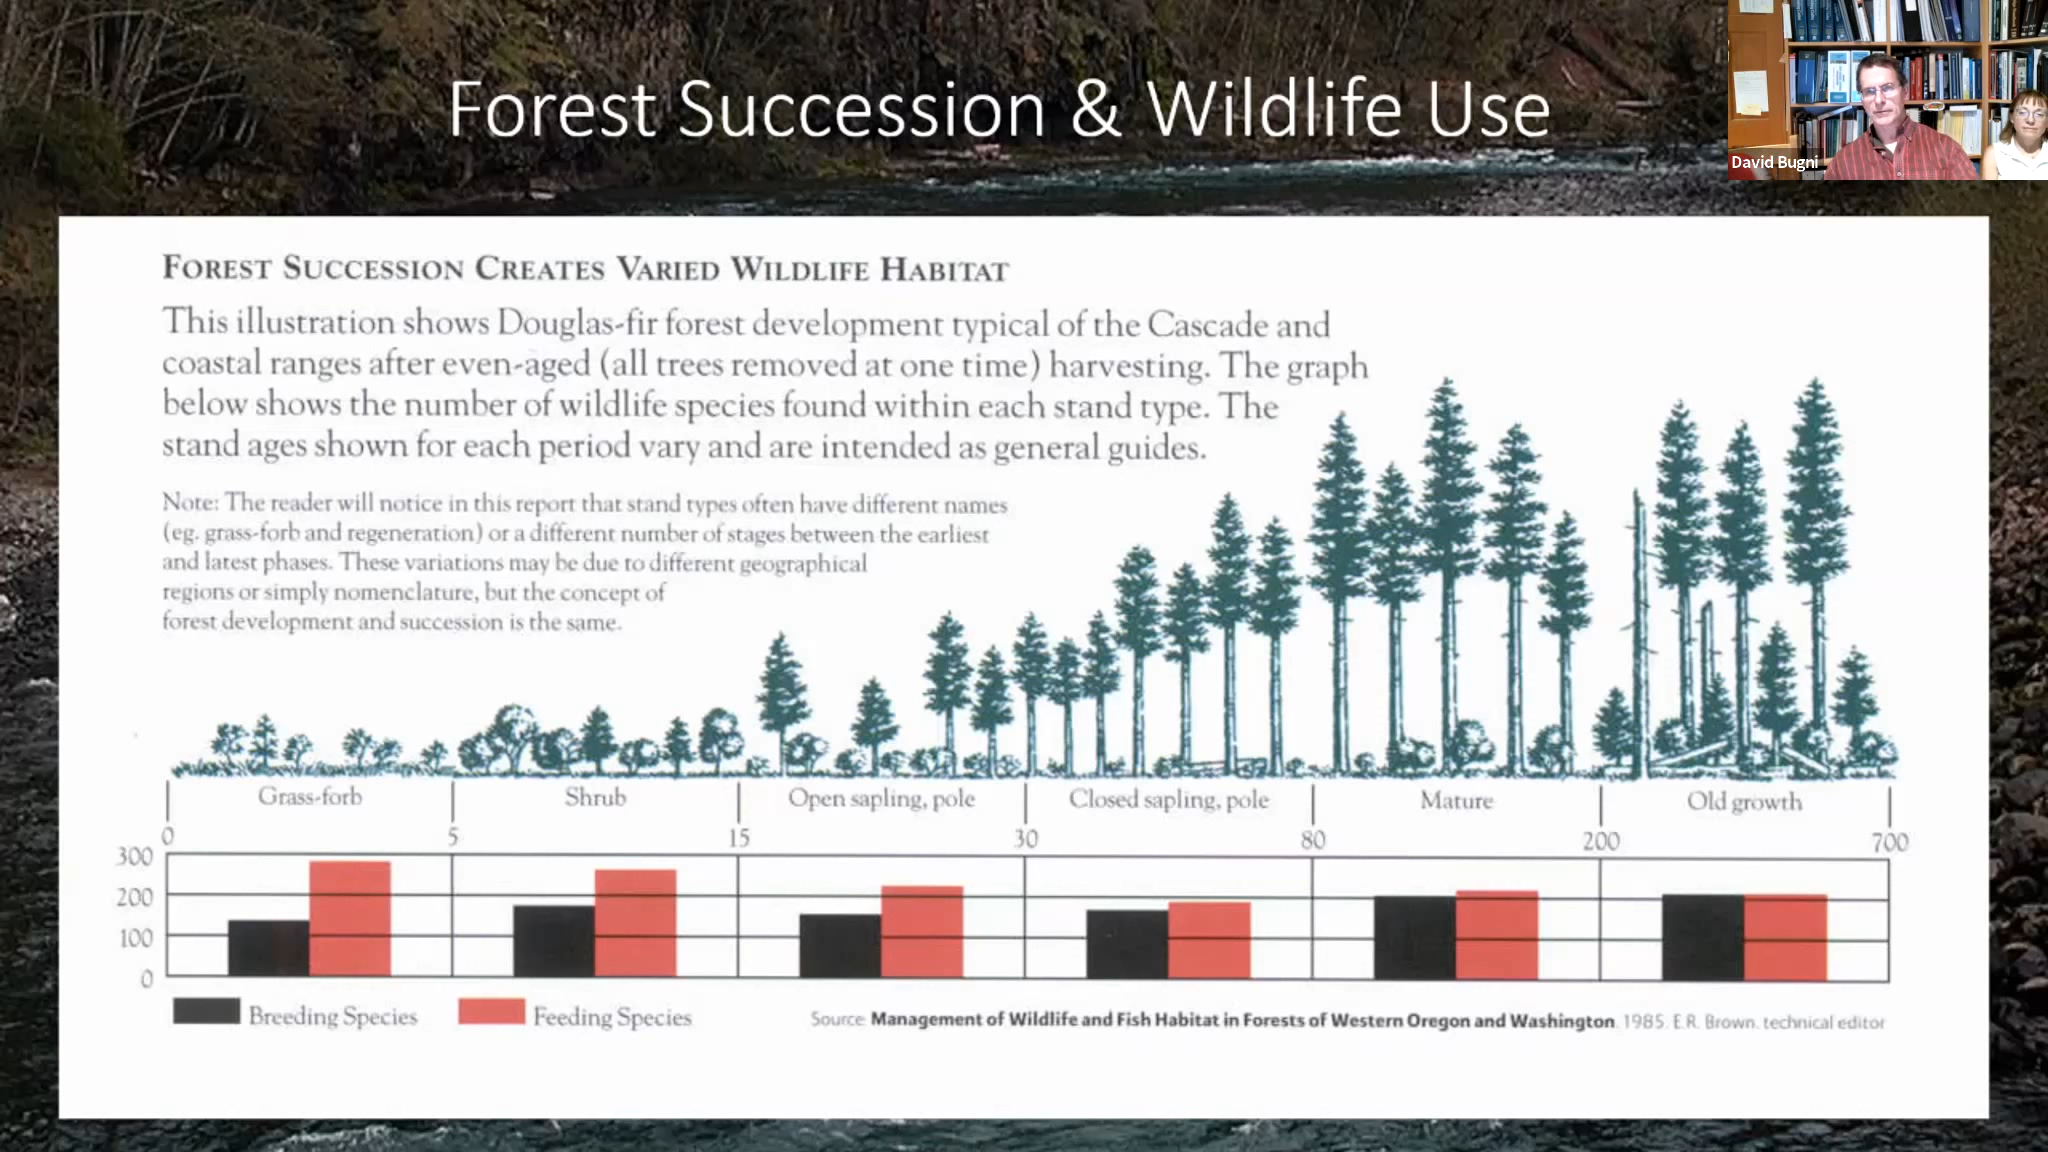 Forest Succession & Wildlife Use
David Bugni
FOREST SUCCESSION CREATES VARIED WILDLIFE HABITAT
This illustration shows Douglas-fir forest development typical of the Cascade and
coastal ranges after even-aged (all trees removed at one time) harvesting. The graph
below shows the number of wildlife species found within each stand type. The
stand ages shown for each period vary and are intended as general guides.
Note: The reader will notice in this report that stand types often have different names
(eg. grass-forb and regeneration) or a different number of stages between the earliest
and latest phases. These variations may be due to different geographical
regions or simply nomenclature, but the concept of
forest development and succession is the same.
Grass-forb Shrub Open sapling, pole Closed sapling, pole Mature Old growth
0 5 15 30 80 200 700
300
200
100
0
Breeding Species Feeding Species
Source Management of Wildlife and Fish Habitat in Forests of Western Oregon and Washington. 1985. E.R. Brown. technical editor